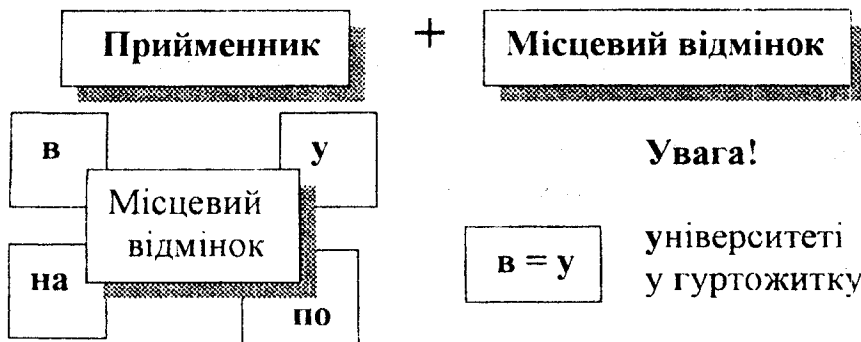 Прийменник + Місцевий відмінок
в у
Місцевий
відмінок
на по
Увага!
в = у
університеті
у гуртожитку